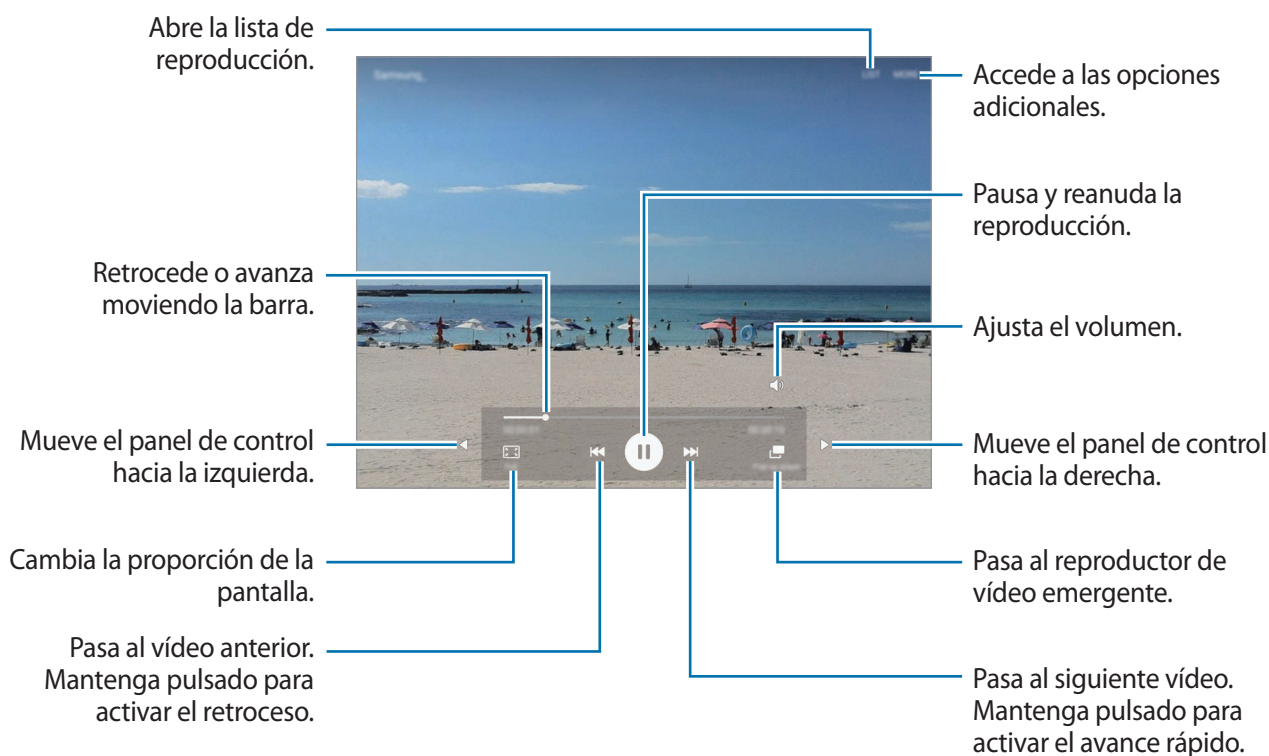 Abre la lista de
reproducción.
Samsung_
LIST MORE
Accede a las opciones
adicionales.
Pausa y reanuda la
reproducción.
Retrocede o avanza
moviendo la barra.
Ajusta el volumen.
Mueve el panel de control
hacia la izquierda.
Mueve el panel de control
hacia la derecha.
Cambia la proporción de la
pantalla.
Pasa al reproductor de
vídeo emergente.
Pasa al vídeo anterior.
Mantenga pulsado para
activar el retroceso.
Pasa al siguiente vídeo.
Mantenga pulsado para
activar el avance rápido.